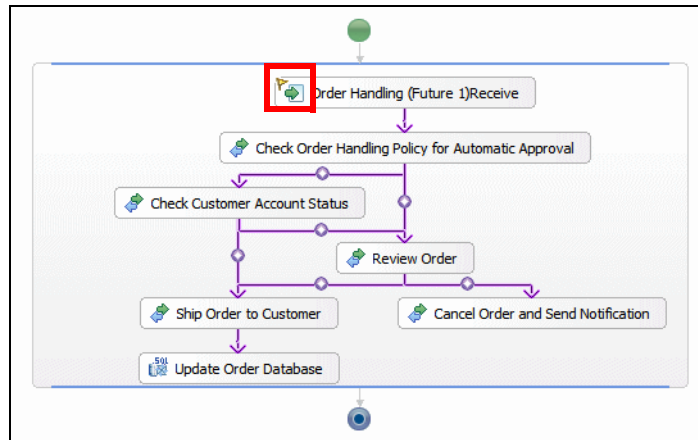 Order Handling (Future 1)Receive
Check Order Handling Policy for Automatic Approval
Check Customer Account Status
Review Order
Ship Order to Customer
Cancel Order and Send Notification
SQL
Update Order Database